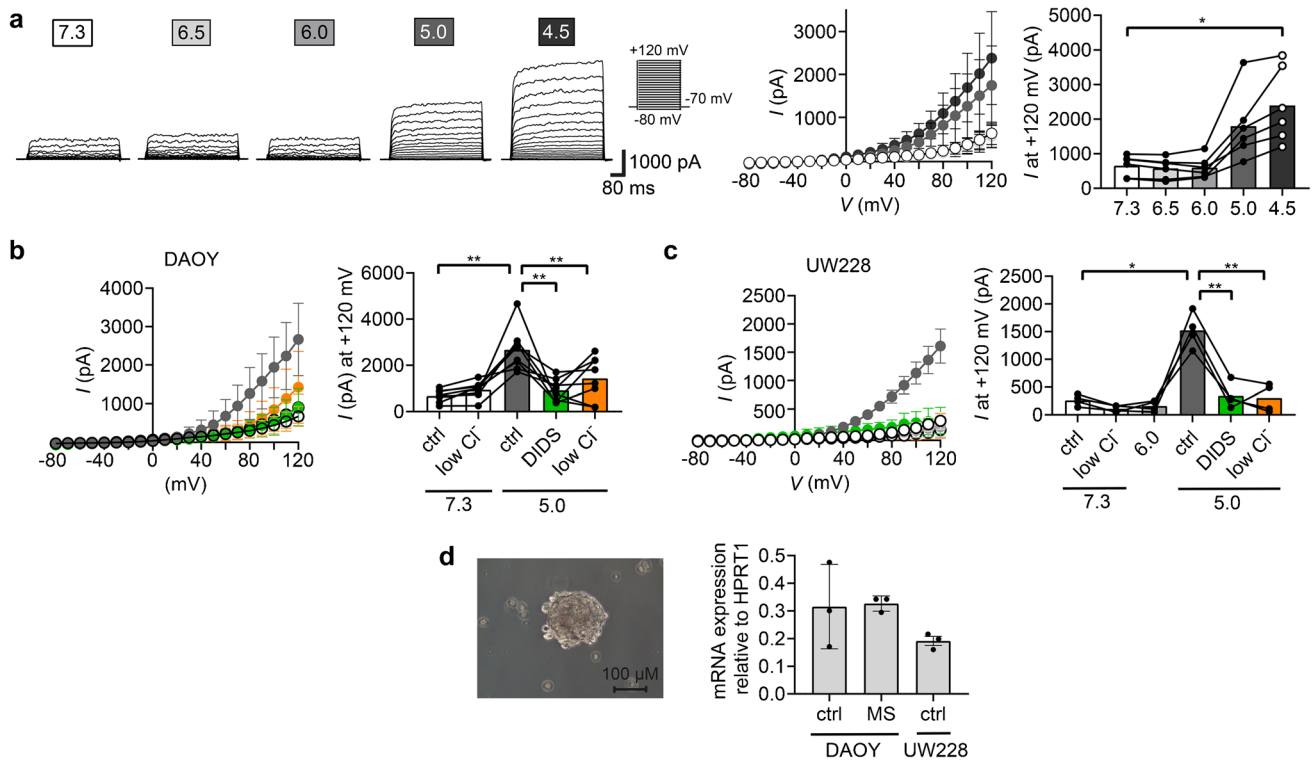 a
7.3 6.5 6.0 5.0 4.5
+120 mV
-70 mV
-80 mV
1000 pA
80 ms
I (pA)
3000
2000
1000
-80 -40 0 40 80 120
V (mV)
I at +120 mV (pA)
5000
4000
3000
2000
1000
0
*
7.3 6.5 6.0 5.0 4.5
b
DAOY
I (pA)
4000
3000
2000
1000
-80 -40 0 40 80 120
(mV)
I (pA) at +120 mV
6000
4000
2000
0
** **
**
ctrl low Cl⁻ ctrl DIDS low Cl⁻
7.3 5.0
c
UW228
I (pA)
2500
2000
1500
1000
500
-80 -40 0 40 80 120
V (mV)
I at +120 mV (pA)
2500
2000
1500
1000
500
0
* **
**
ctrl low Cl⁻ 6.0 ctrl DIDS low Cl⁻
7.3 5.0
d
100 µM
mRNA expression
relative to HPRT1
0.5
0.4
0.3
0.2
0.1
0.0
ctrl MS ctrl
DAOY UW228